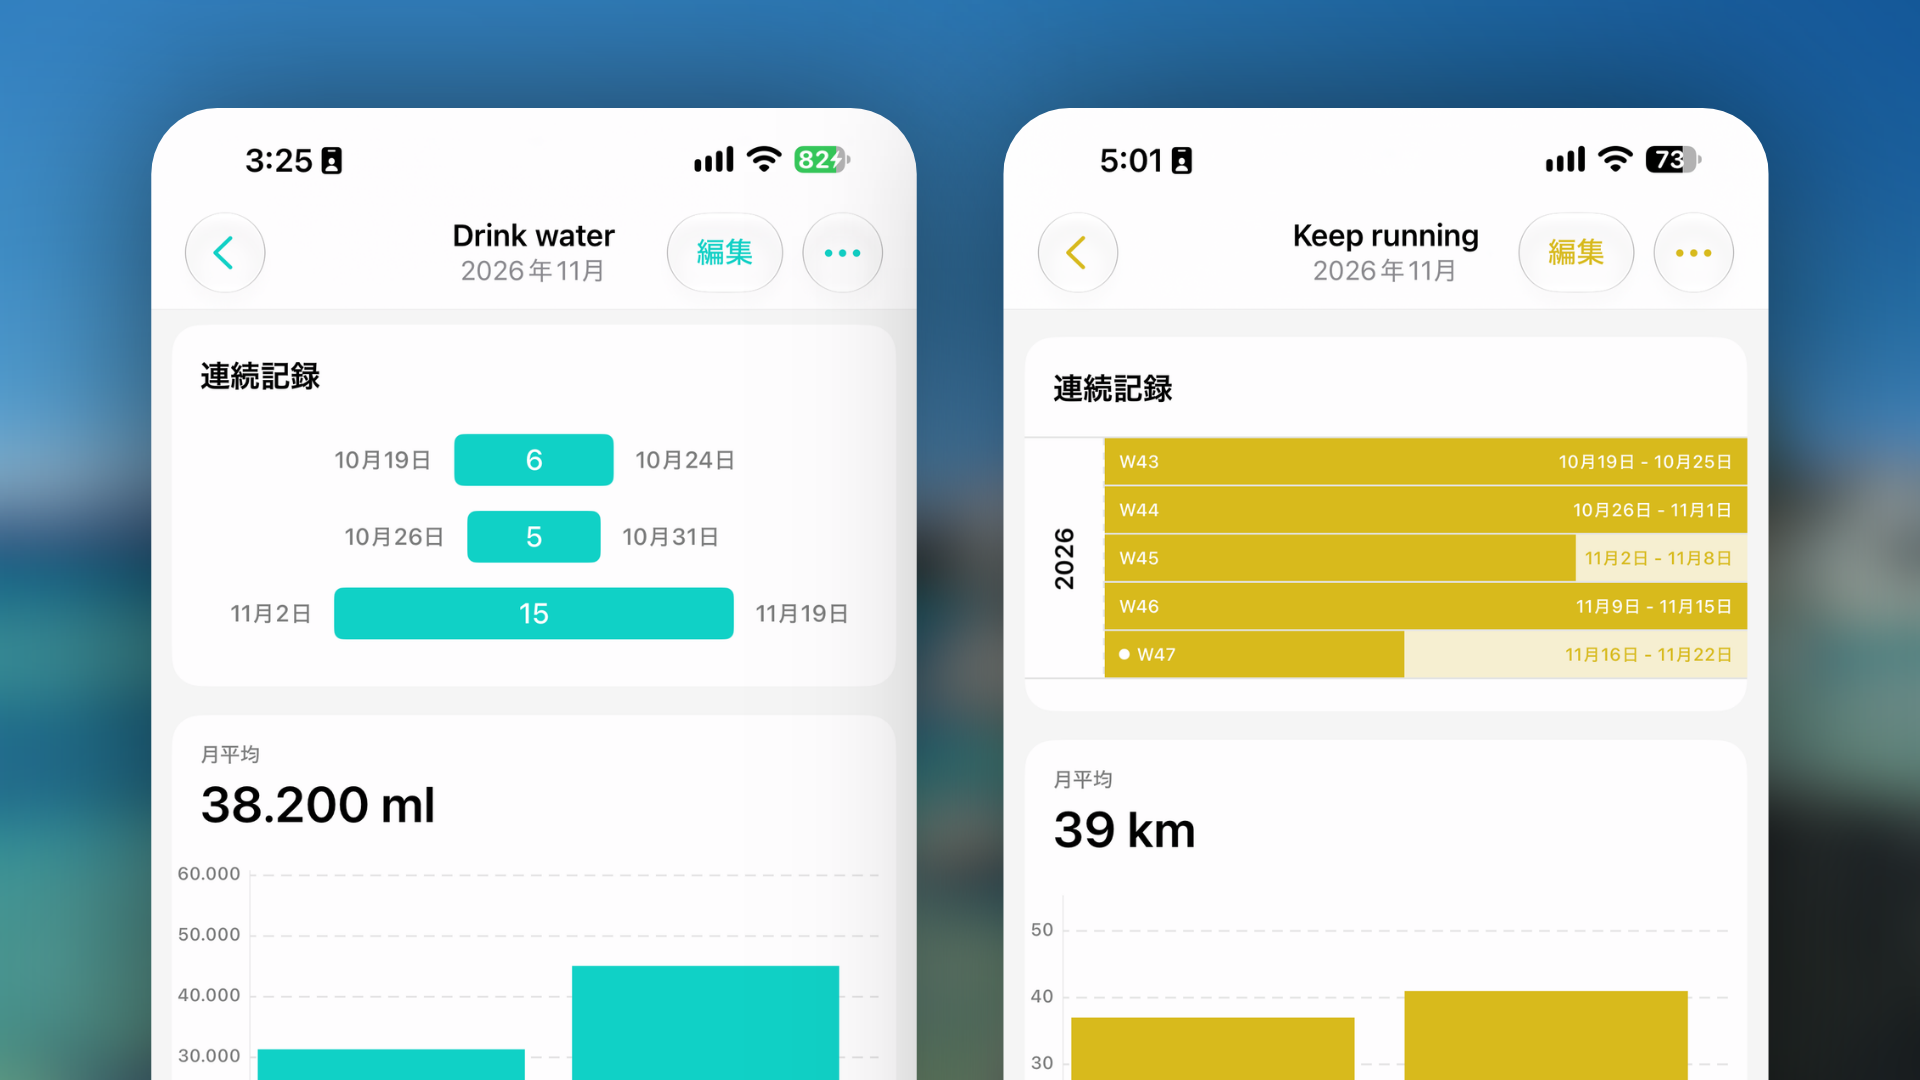 3:25
82
Drink water
2026年11月
編集
連続記録
10月19日 6 10月24日
10月26日 5 10月31日
11月2日 15 11月19日
月平均
38.200 ml
60.000
50.000
40.000
30.000
5:01
73
Keep running
2026年11月
編集
連続記録
2026
W43 10月19日 - 10月25日
W44 10月26日 - 11月1日
W45 11月2日 - 11月8日
W46 11月9日 - 11月15日
W47 11月16日 - 11月22日
月平均
39 km
50
40
30